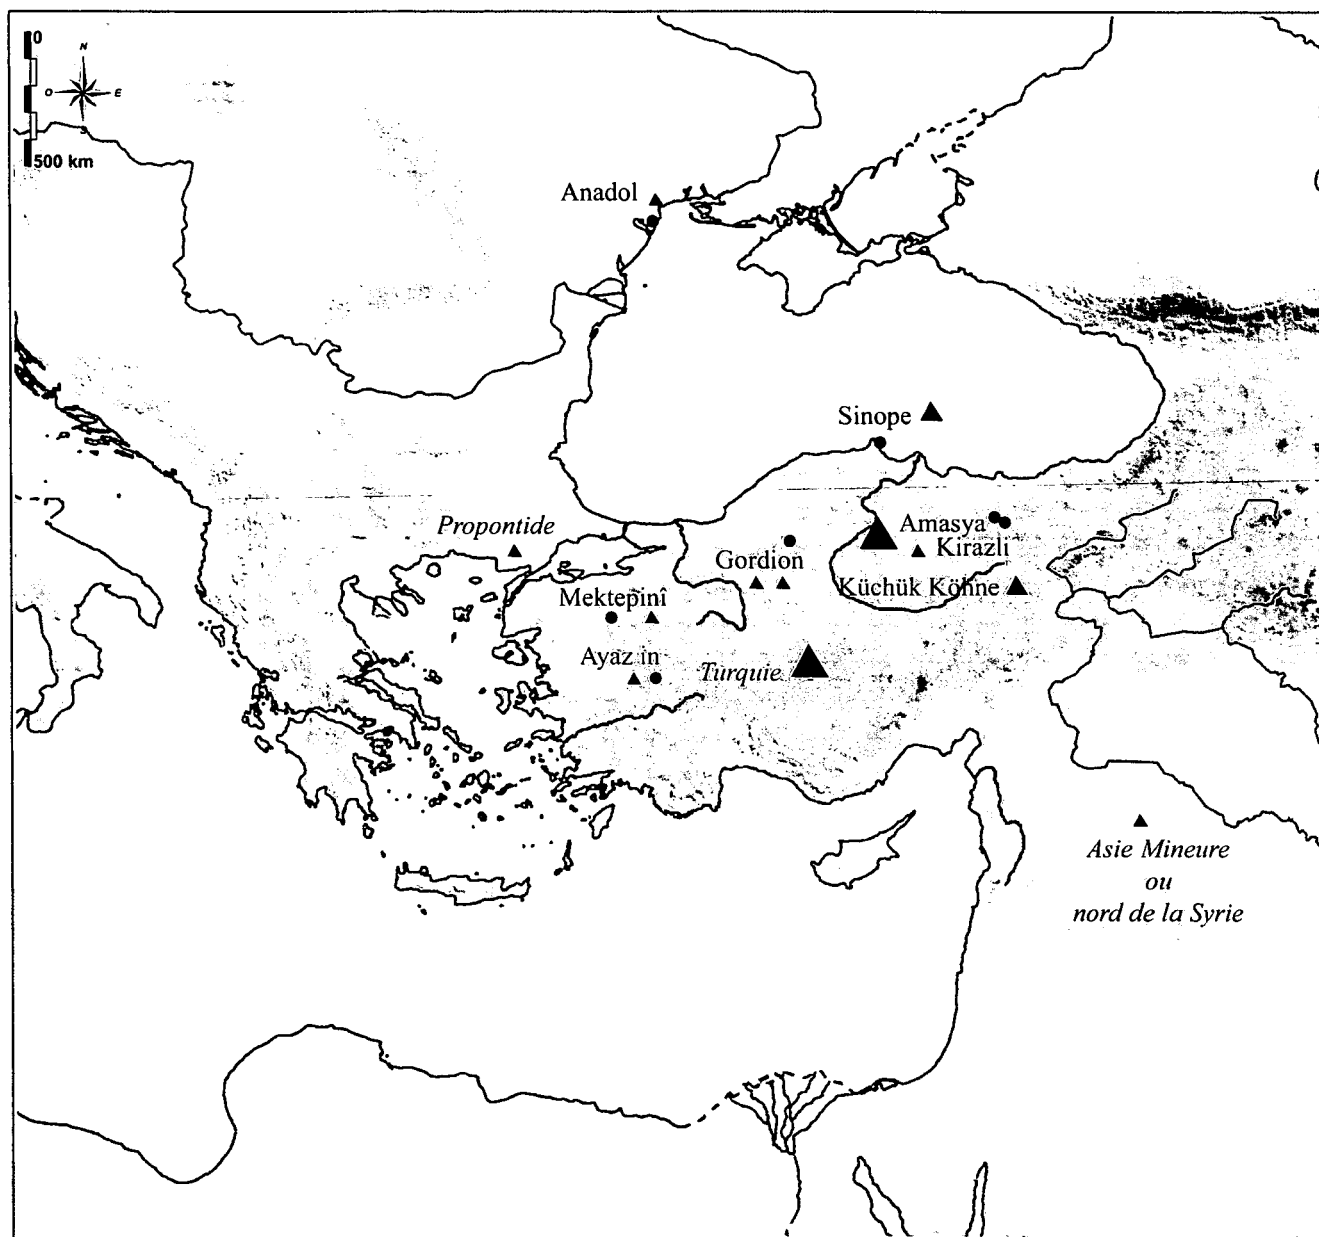 0
N
O
E
S
500 km
Anadol
Sinope
Propontide
Amasya
Kirazli
Gordion
Küchük Köhne
Mektepinî
Ayaz in
Turquie
Asie Mineure
ou
nord de la Syrie